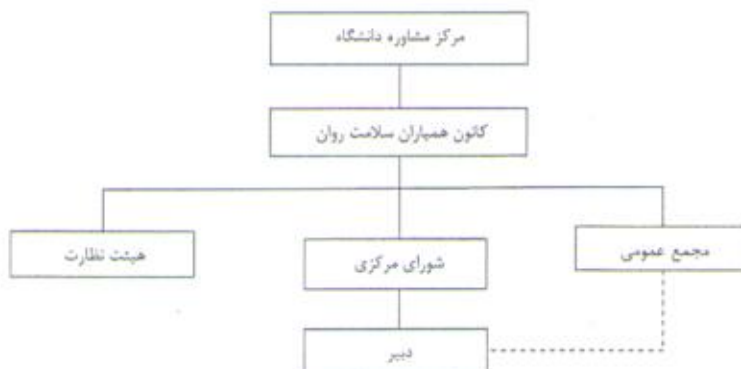 مرکز مشاوره دانشگاه
کانون همیاران سلامت روان
مجمع عمومی
شورای مرکزی
هیئت نظارت
دبیر